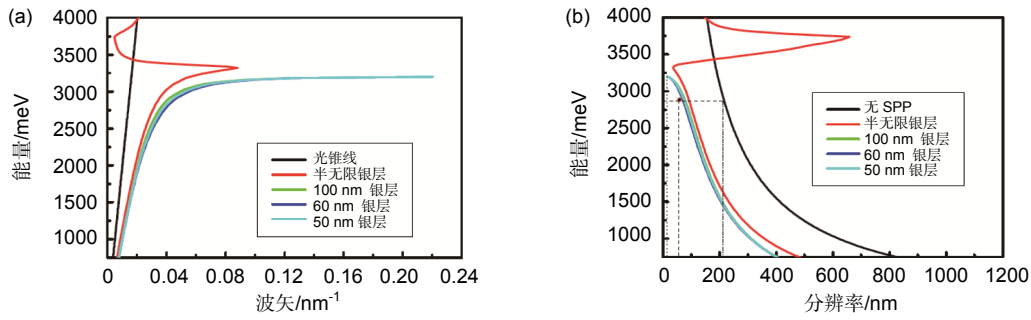 (a)
4000
3500
3000
2500
2000
1500
1000
能量/meV
光锥线
半无限银层
100 nm 银层
60 nm 银层
50 nm 银层
0
0.04
0.08
0.12
0.16
0.20
0.24
波矢/nm-1
(b)
4000
3500
3000
2500
2000
1500
1000
能量/meV
无 SPP
半无限银层
100 nm 银层
60 nm 银层
50 nm 银层
0
200
400
600
800
1000
1200
分辨率/nm